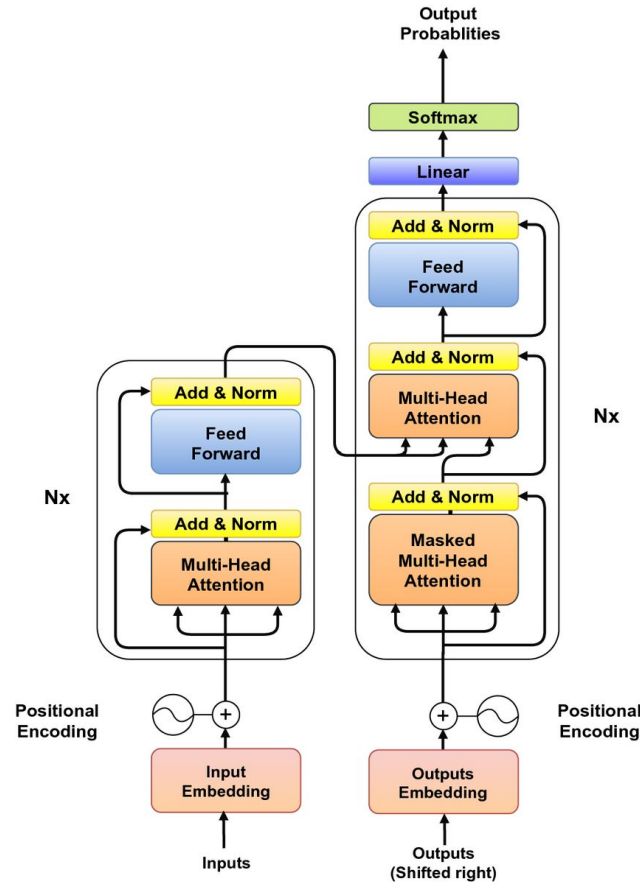 Output
Probablities
Softmax
Linear
Add & Norm
Feed
Forward
Add & Norm
Multi-Head
Attention
Nx
Add & Norm
Masked
Multi-Head
Attention
Add & Norm
Feed
Forward
Nx
Add & Norm
Multi-Head
Attention
Positional
Encoding
+
+
Positional
Encoding
Input
Embedding
Outputs
Embedding
Inputs
Outputs
(Shifted right)